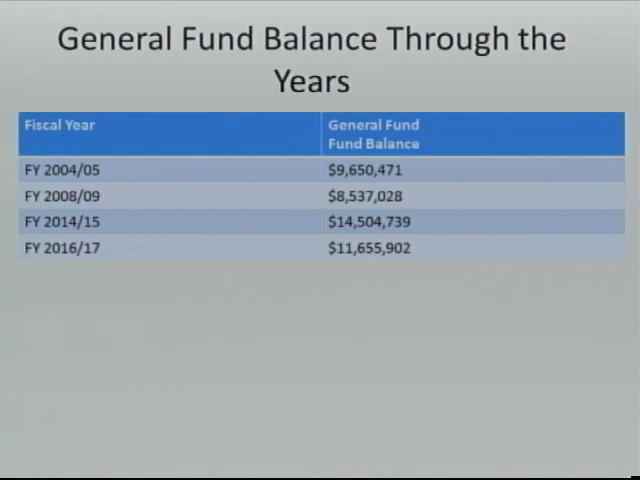 General Fund Balance Through the
Years
Fiscal Year
General Fund
Fund Balance
FY 2004/05 $9,650,471
FY 2008/09 $8,537,028
FY 2014/15 $14,504,739
FY 2016/17 $11,655,902